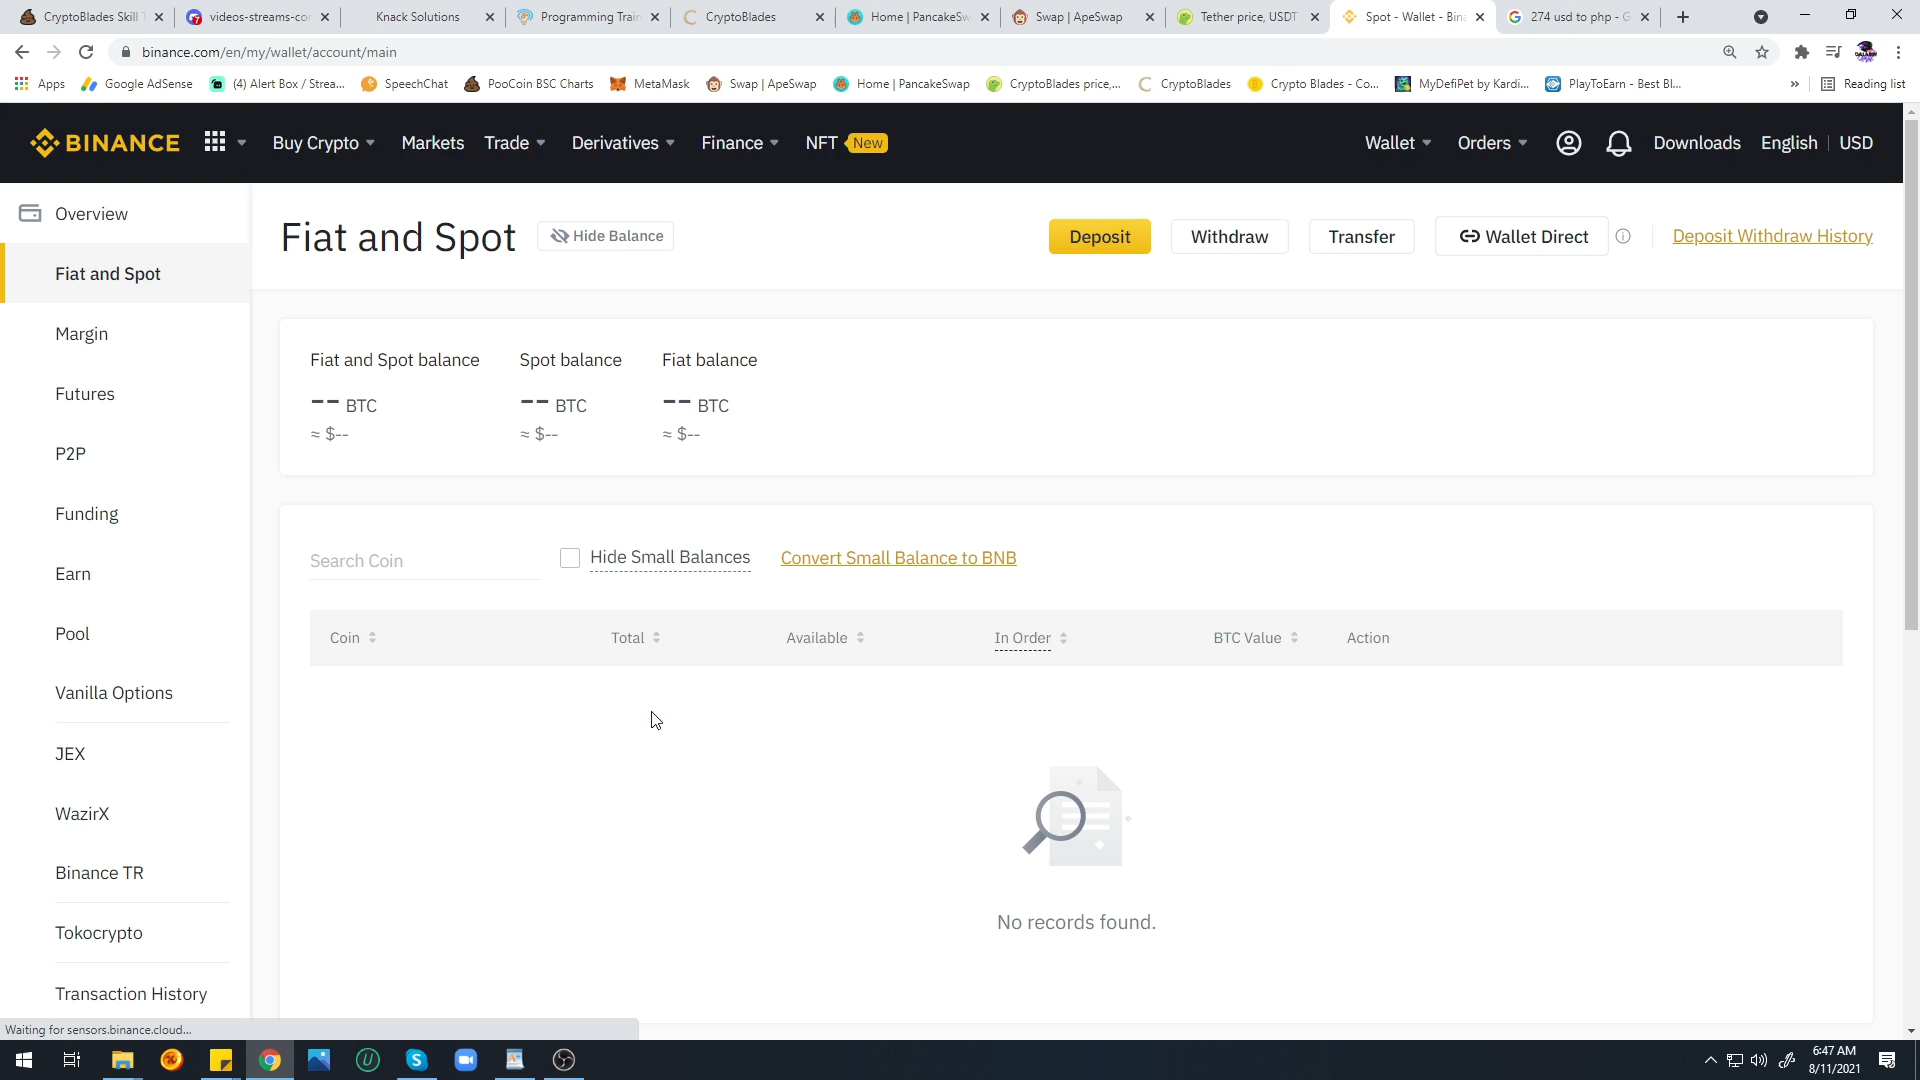 CryptoBlades Skill T
videos-streams-cor
Knack Solutions
Programming Train
CryptoBlades
Home | PancakeSw
Swap | ApeSwap
Tether price, USDT
Spot - Wallet - Bin
274 usd to php - G
binance.com/en/my/wallet/account/main
Apps
Google AdSense
(4) Alert Box / Strea...
SpeechChat
PooCoin BSC Charts
MetaMask
Swap | ApeSwap
Home | PancakeSwap
CryptoBlades price,...
CryptoBlades
Crypto Blades - Co...
MyDefiPet by Kardi...
PlayToEarn - Best Bl...
»
Reading list
BINANCE
Buy Crypto
Markets
Trade
Derivatives
Finance
NFT
New
Wallet
Orders
Downloads
English
USD
Overview
Fiat and Spot
Margin
Futures
P2P
Funding
Earn
Pool
Vanilla Options
JEX
WazirX
Binance TR
Tokocrypto
Transaction History
Fiat and Spot
Hide Balance
Deposit
Withdraw
Transfer
Wallet Direct
Deposit Withdraw History
Fiat and Spot balance
Spot balance
Fiat balance
-- BTC
-- BTC
-- BTC
≈ $--
≈ $--
≈ $--
Search Coin
Hide Small Balances
Convert Small Balance to BNB
Coin
Total
Available
In Order
BTC Value
Action
No records found.
Waiting for sensors.binance.cloud...
6:47 AM
8/11/2021